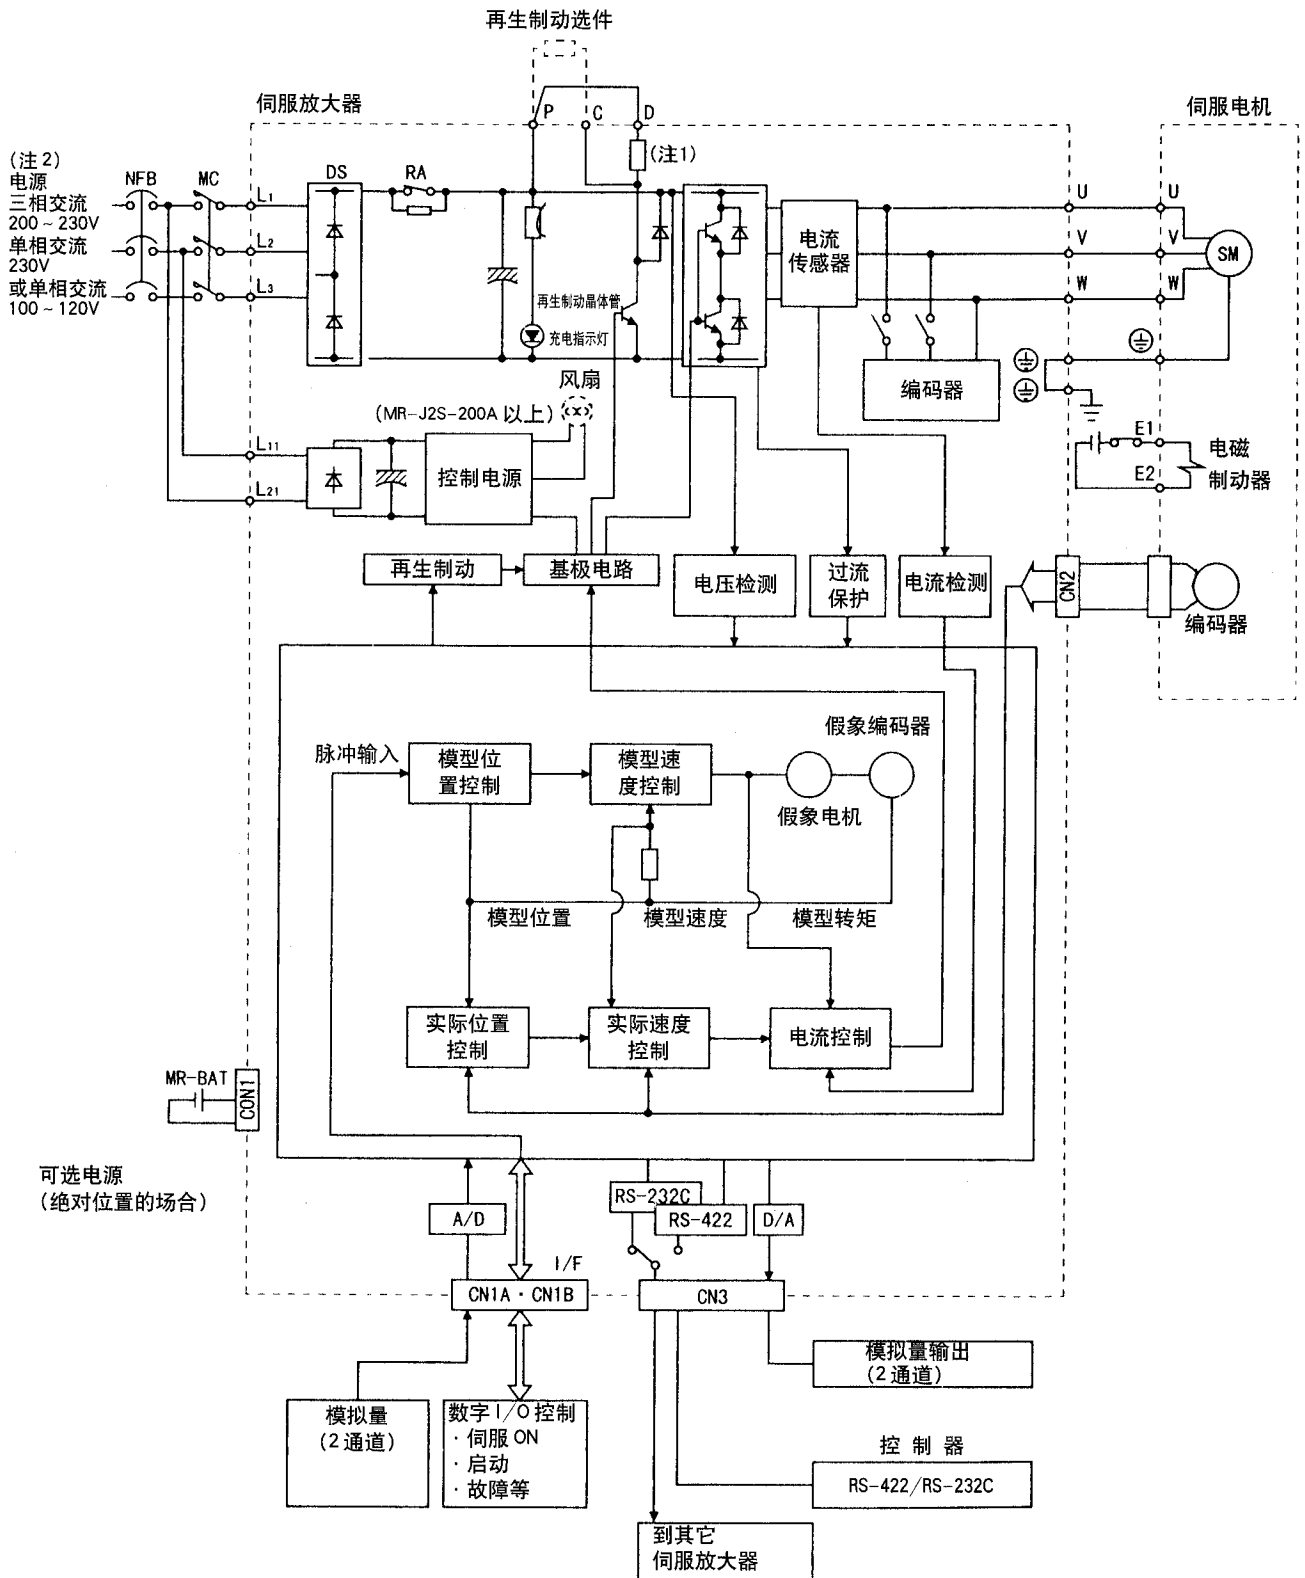 再生制动选件
伺服放大器
P
C
D
伺服电机
(注1)
(注2)
电源
三相交流
200~230V
单相交流
230V
或单相交流
100~120V
NFB
MC
L1
L2
L3
DS
RA
再生制动晶体管
充电指示灯
电流
传感器
U
V
W
U
V
W
SM
编码器
风扇
(MR-J2S-200A 以上)
L11
L21
控制电源
E1
E2
电磁
制动器
再生制动
基极电路
电压检测
过流
保护
电流检测
CN2
编码器
脉冲输入
模型位
置控制
模型速
度控制
假象编码器
假象电机
模型位置
模型速度
模型转矩
实际位置
控制
实际速度
控制
电流控制
MR-BAT
CON1
可选电源
(绝对位置的场合)
A/D
RS-232C
RS-422
D/A
I/F
CN1A·CN1B
CN3
模拟量输出
(2通道)
模拟量
(2通道)
数字I/O控制
·伺服ON
·启动
·故障等
控制器
RS-422/RS-232C
到其它
伺服放大器